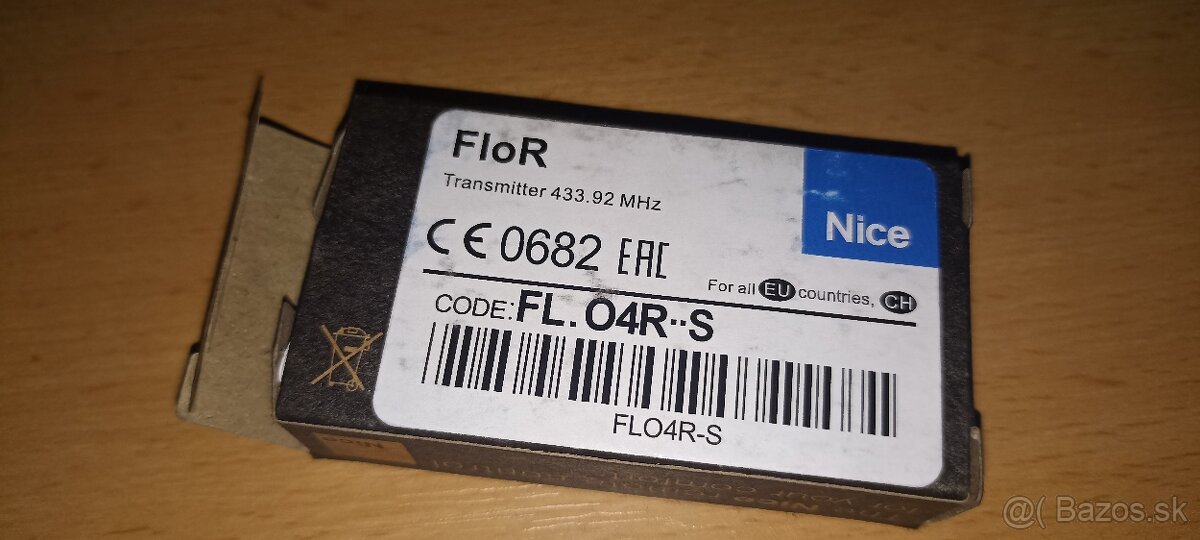 FloR
Transmitter 433.92 MHz
Nice
CE 0682 EAC
For all EU countries, CH
CODE: FL. O4R··S
FLO4R-S
@( Bazos.sk